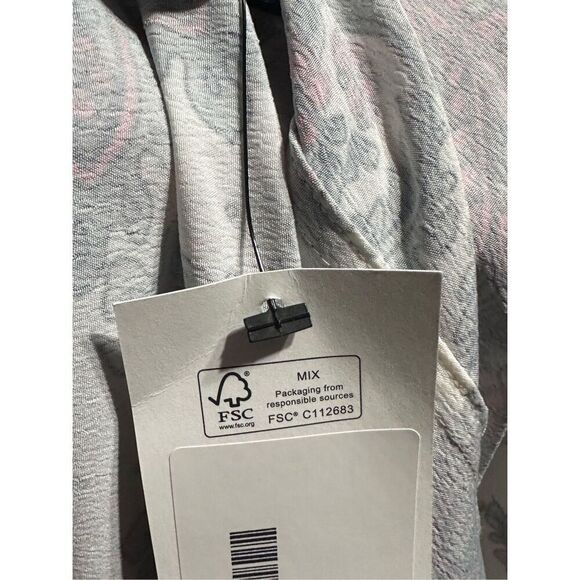 FSC
www.fsc.org
MIX
Packaging from
responsible sources
FSC® C112683